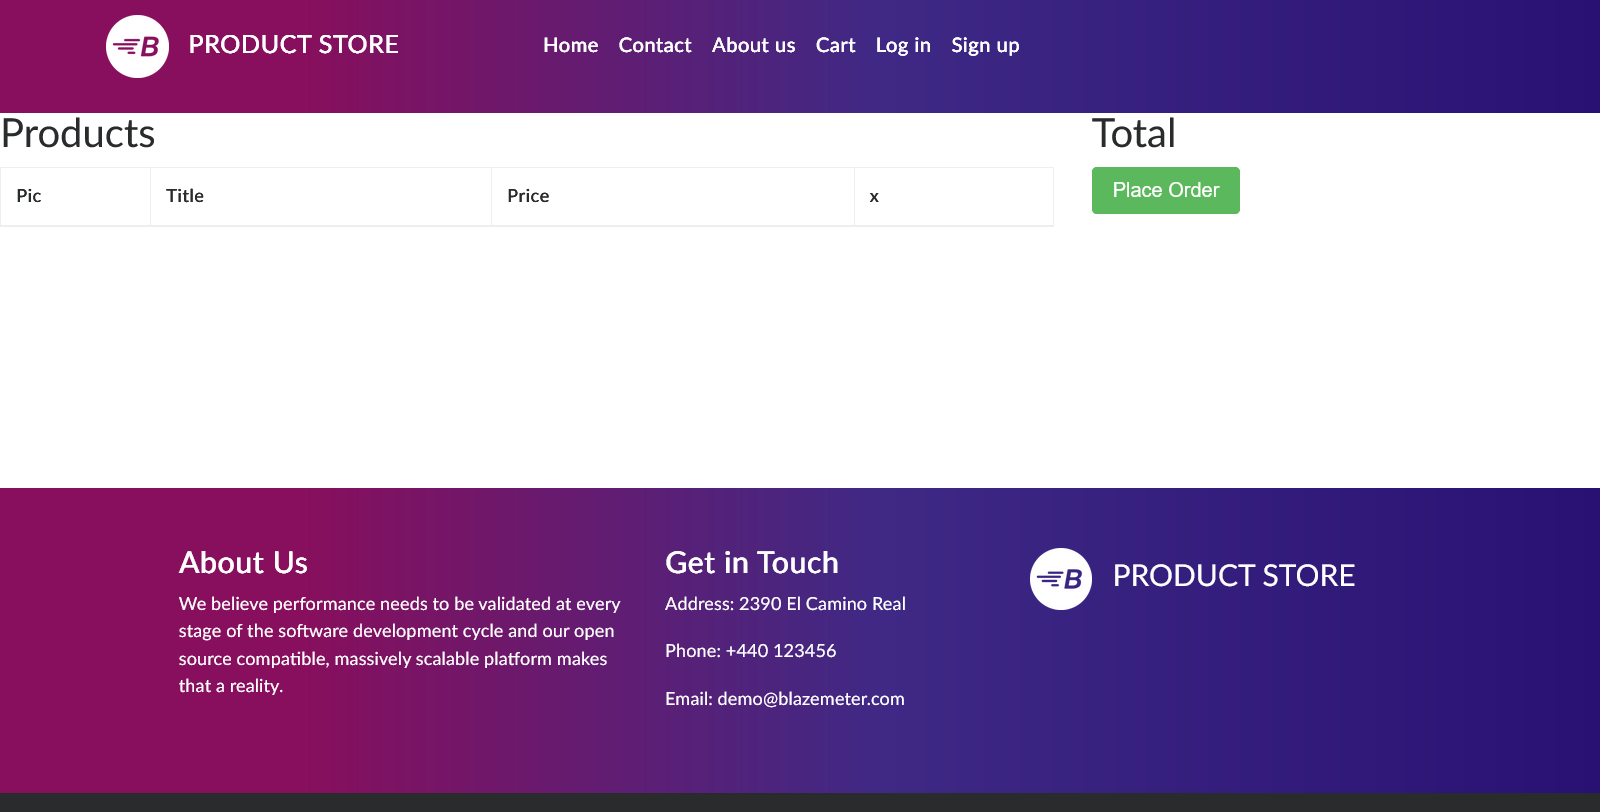 B PRODUCT STORE
Home Contact About us Cart Log in Sign up
Products
Total
Pic Title Price x
Place Order
About Us
We believe performance needs to be validated at every
stage of the software development cycle and our open
source compatible, massively scalable platform makes
that a reality.
Get in Touch
Address: 2390 El Camino Real
Phone: +440 123456
Email: demo@blazemeter.com
B PRODUCT STORE